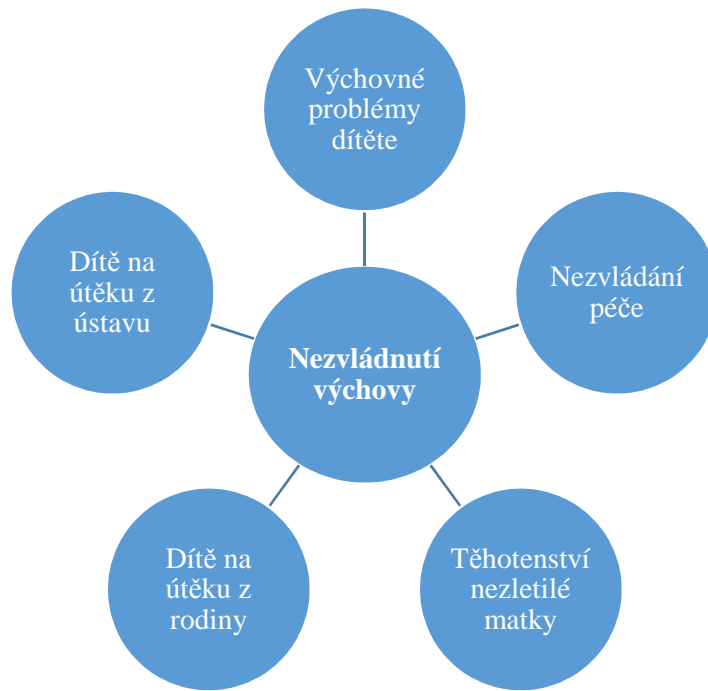 Výchovné
problémy
dítěte
Dítě na
útěku z
ústavu
Nezvládání
péče
Nezvládnutí
výchovy
Dítě na
útěku z
rodiny
Těhotenství
nezletilé
matky